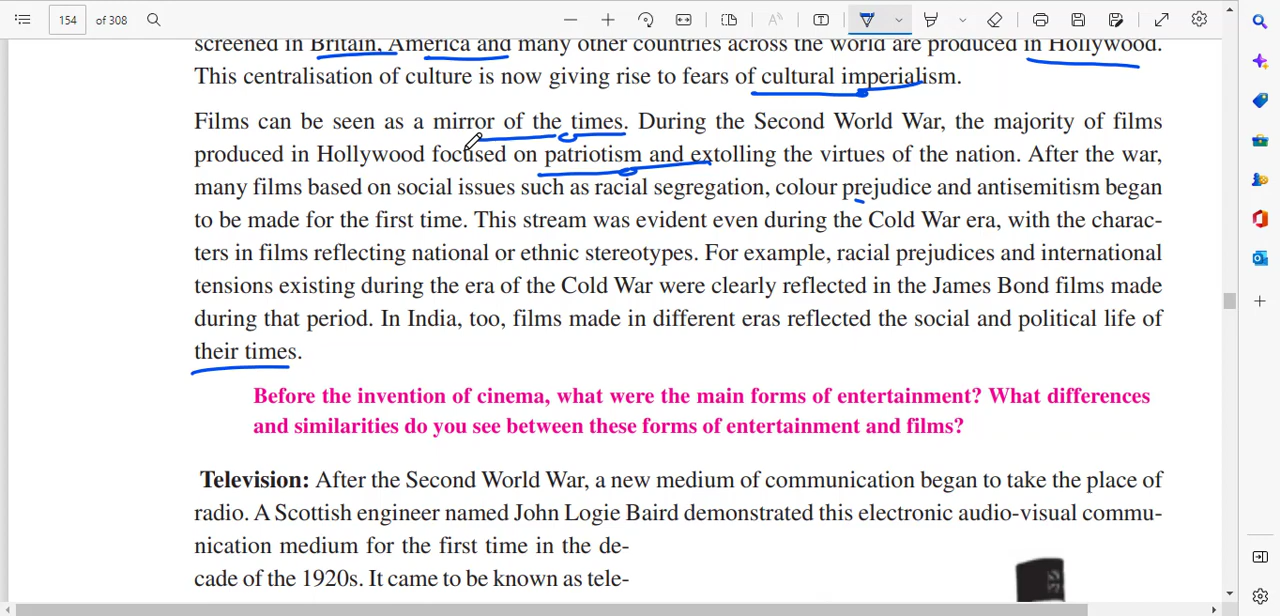 154 of 308
screened in Britain, America and many other countries across the world are produced in Hollywood.
This centralisation of culture is now giving rise to fears of cultural imperialism.
Films can be seen as a mirror of the times. During the Second World War, the majority of films
produced in Hollywood focused on patriotism and extolling the virtues of the nation. After the war,
many films based on social issues such as racial segregation, colour prejudice and antisemitism began
to be made for the first time. This stream was evident even during the Cold War era, with the charac-
ters in films reflecting national or ethnic stereotypes. For example, racial prejudices and international
tensions existing during the era of the Cold War were clearly reflected in the James Bond films made
during that period. In India, too, films made in different eras reflected the social and political life of
their times.
Before the invention of cinema, what were the main forms of entertainment? What differences
and similarities do you see between these forms of entertainment and films?
Television: After the Second World War, a new medium of communication began to take the place of
radio. A Scottish engineer named John Logie Baird demonstrated this electronic audio-visual commu-
nication medium for the first time in the de-
cade of the 1920s. It came to be known as tele-